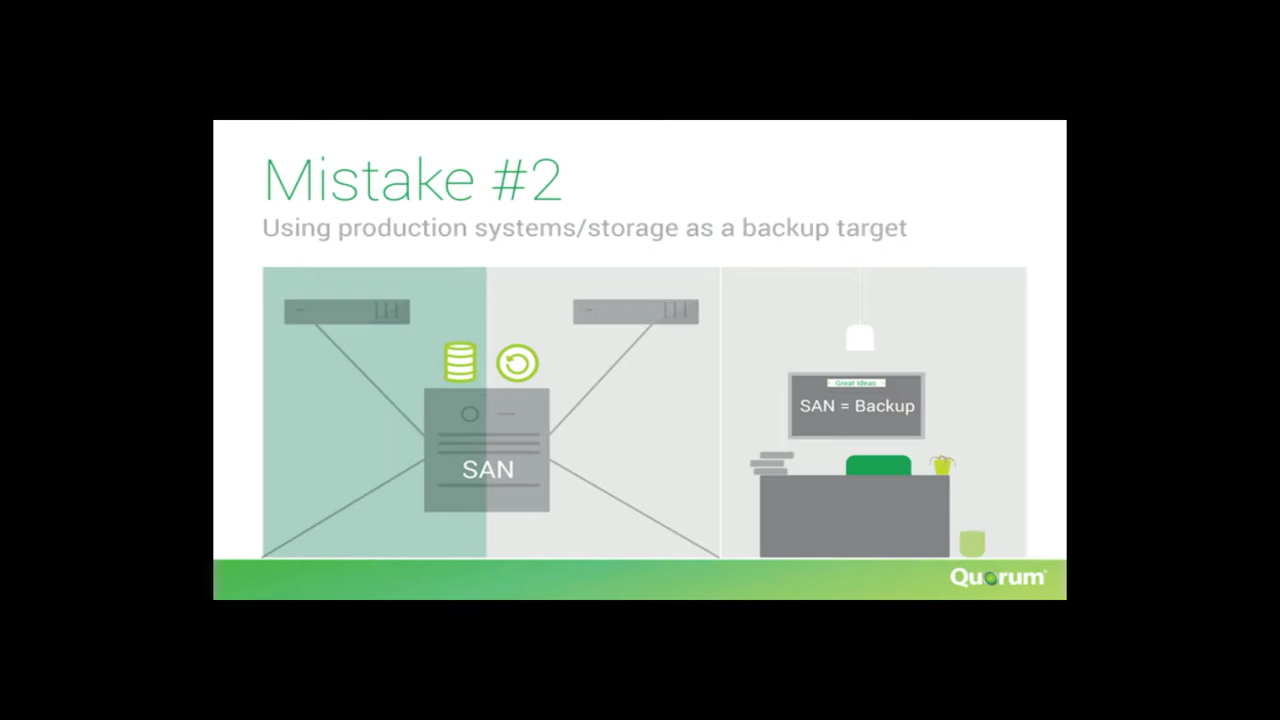 Mistake #2
Using production systems/storage as a backup target
SAN
Great Ideas
SAN = Backup
Quorum